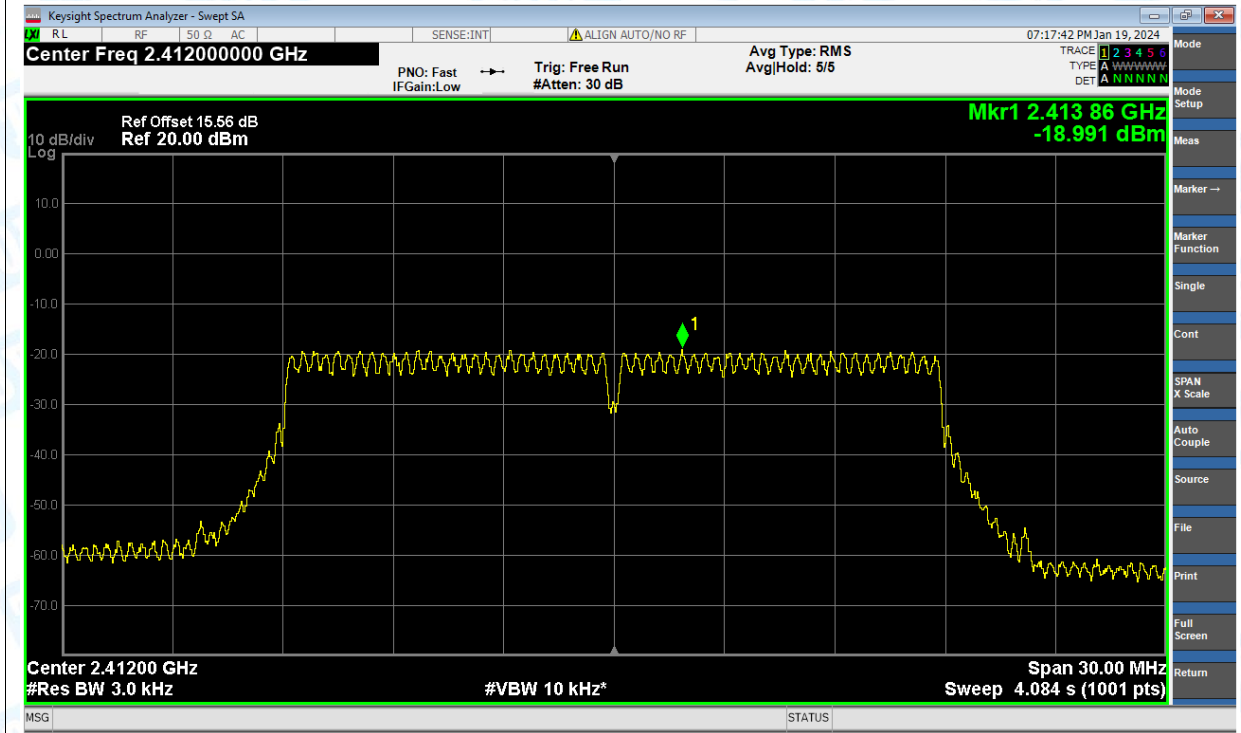 Keysight Spectrum Analyzer - Swept SA
LXI RL RF 50 Ω AC SENSE:INT ALIGN AUTO/NO RF 07:17:42 PM Jan 19, 2024
Center Freq 2.412000000 GHz
PNO: Fast
IFGain:Low
Trig: Free Run
#Atten: 30 dB
Avg Type: RMS
Avg|Hold: 5/5
TRACE 1 2 3 4 5 6
TYPE A WWWWW
DET A N N N N N
Mkr1 2.413 86 GHz
-18.991 dBm
Ref Offset 15.56 dB
10 dB/div Ref 20.00 dBm
Log
10.0
0.00
-10.0
1
-20.0
-30.0
-40.0
-50.0
-60.0
-70.0
Center 2.41200 GHz Span 30.00 MHz
#Res BW 3.0 kHz #VBW 10 kHz* Sweep 4.084 s (1001 pts)
MSG STATUS
Mode
Mode
Setup
Meas
Marker →
Marker
Function
Single
Cont
SPAN
X Scale
Auto
Couple
Source
File
Print
Full
Screen
Return